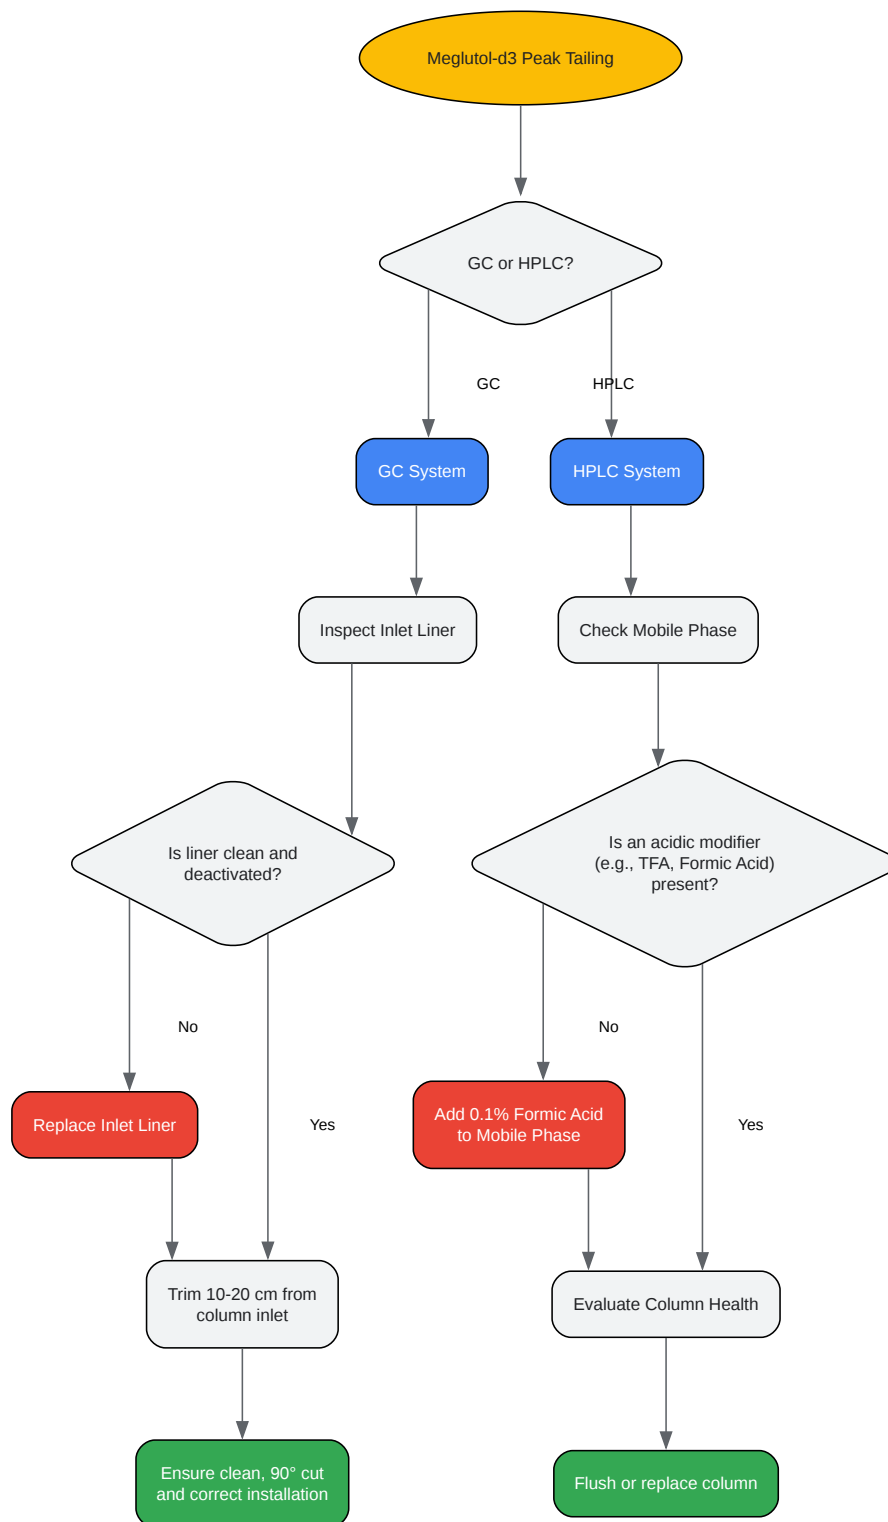 Meglutol-d3 Peak Tailing
GC or HPLC?
GC
HPLC
GC System
HPLC System
Inspect Inlet Liner
Check Mobile Phase
Is liner clean and
deactivated?
Is an acidic modifier
(e.g., TFA, Formic Acid)
present?
No
No
Replace Inlet Liner
Yes
Add 0.1% Formic Acid
to Mobile Phase
Yes
Trim 10-20 cm from
column inlet
Evaluate Column Health
Ensure clean, 90° cut
and correct installation
Flush or replace column